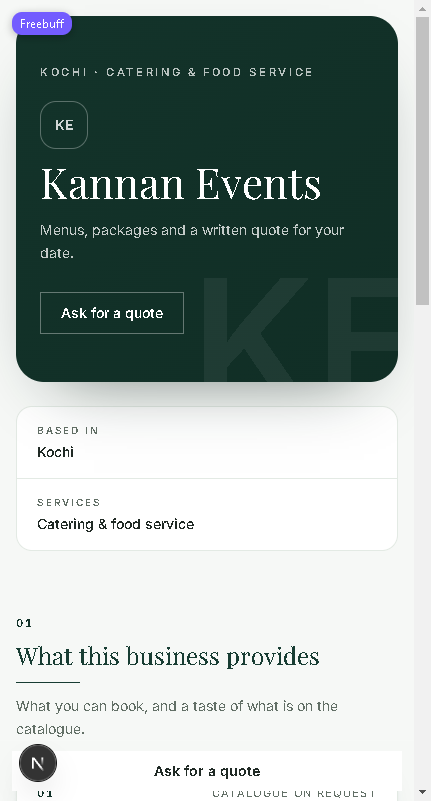 Freebuff
KOCHI · CATERING & FOOD SERVICE
KE
Kannan Events
Menus, packages and a written quote for your
date.
Ask for a quote
KE
BASED IN
Kochi
SERVICES
Catering & food service
01
What this business provides
What you can book, and a taste of what is on the
catalogue.
N
Ask for a quote
01 CATALOGUE ON REQUEST